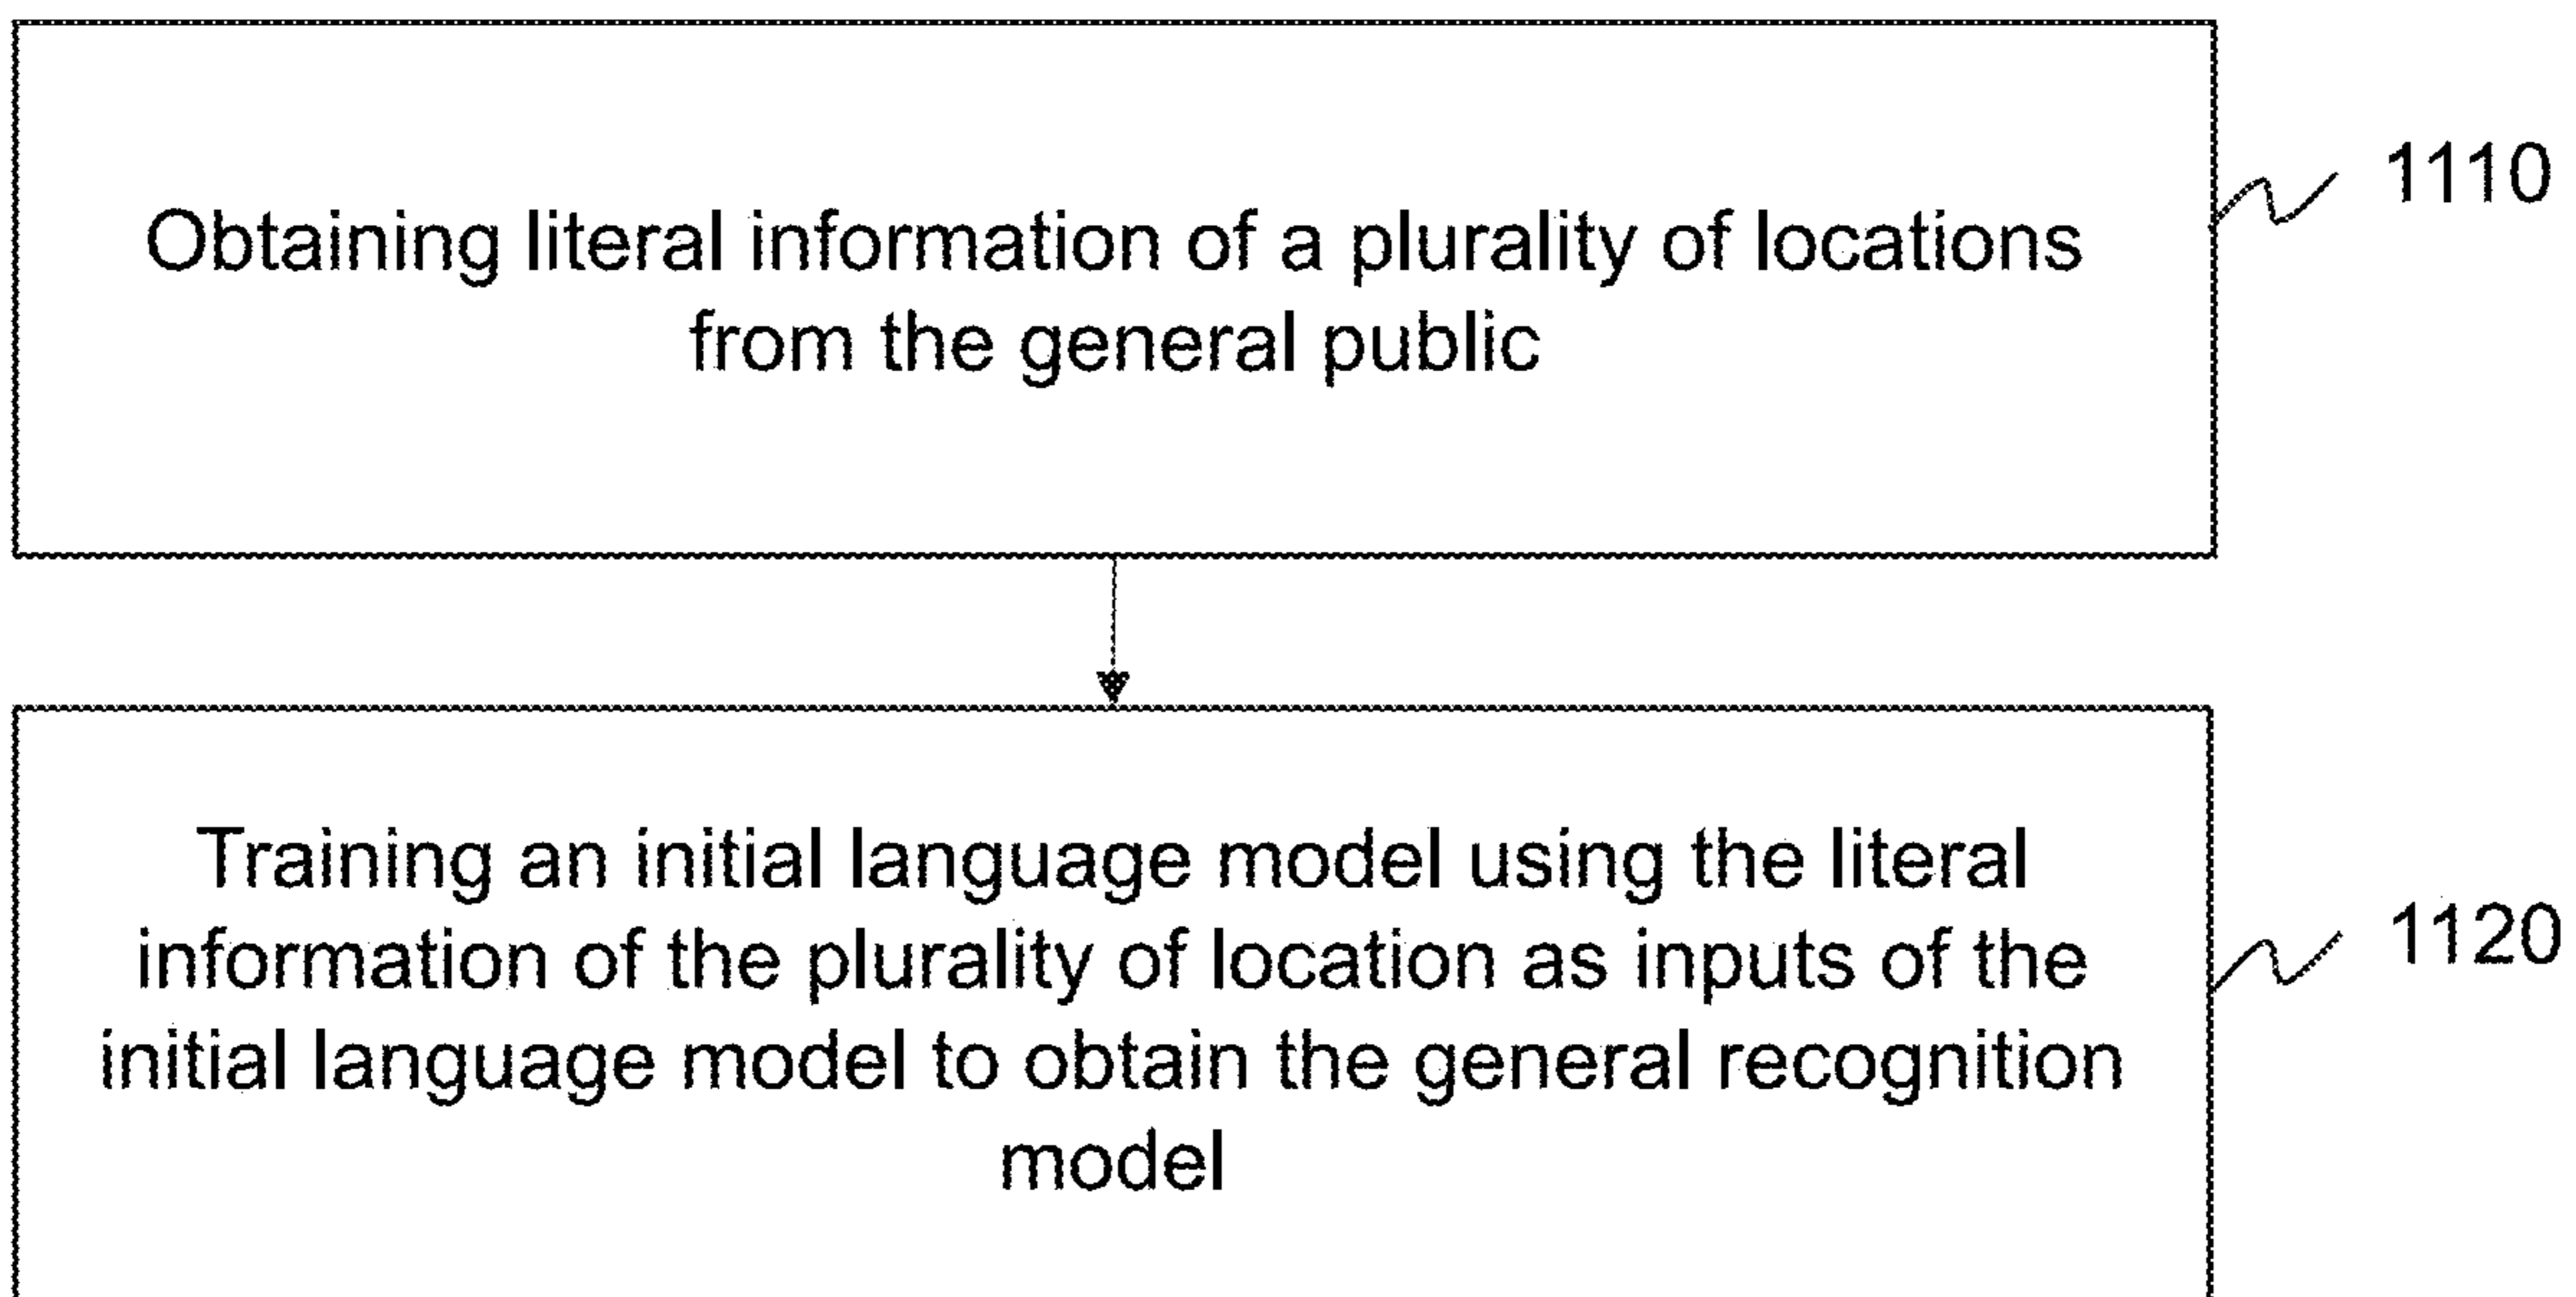 Obtaining literal information of a plurality of locations
from the general public
1110
Training an initial language model using the literal
information of the plurality of location as inputs of the
initial language model to obtain the general recognition
model
1120